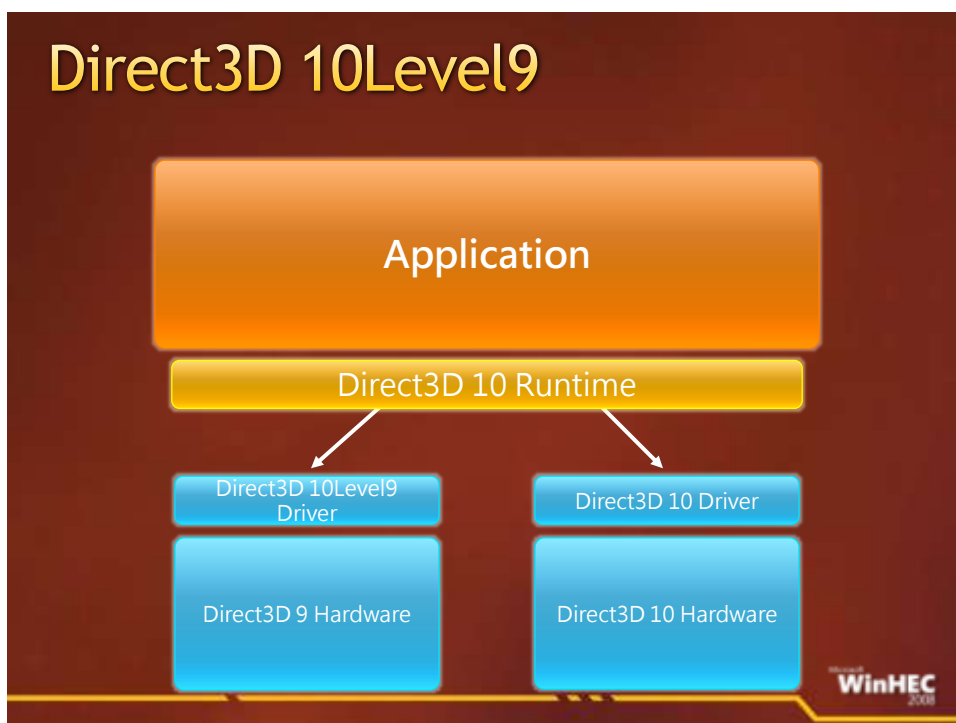 Direct3D 10Level9
Application
Direct3D 10 Runtime
Direct3D 10Level9
Driver
Direct3D 10 Driver
Direct3D 9 Hardware
Direct3D 10 Hardware
Microsoft
WinHEC
2008